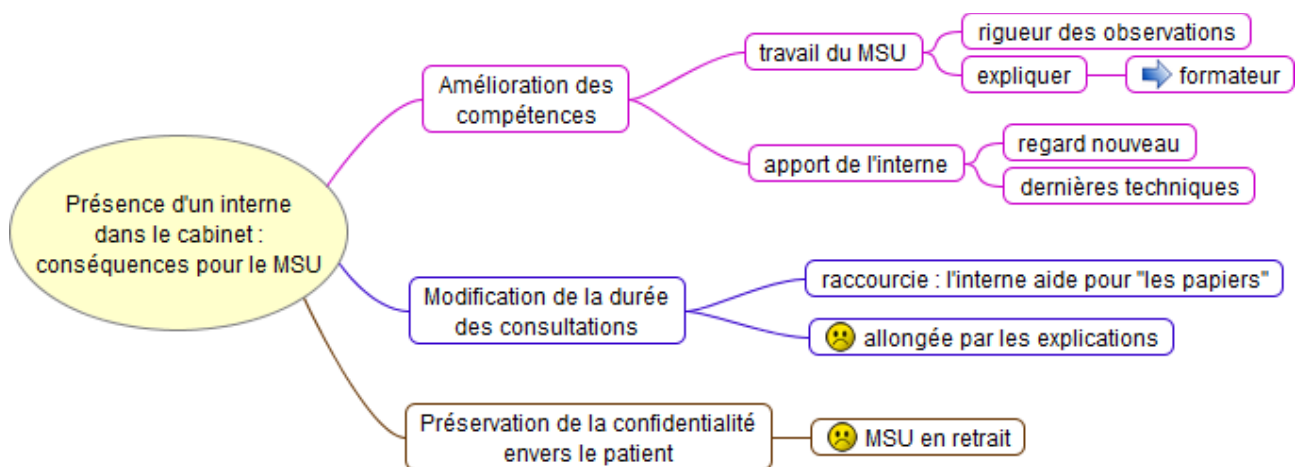 Présence d'un interne
dans le cabinet :
conséquences pour le MSU
Amélioration des
compétences
travail du MSU
rigueur des observations
expliquer
formateur
apport de l'interne
regard nouveau
dernières techniques
Modification de la durée
des consultations
raccourcie : l'interne aide pour "les papiers"
allongée par les explications
Préservation de la confidentialité
envers le patient
MSU en retrait